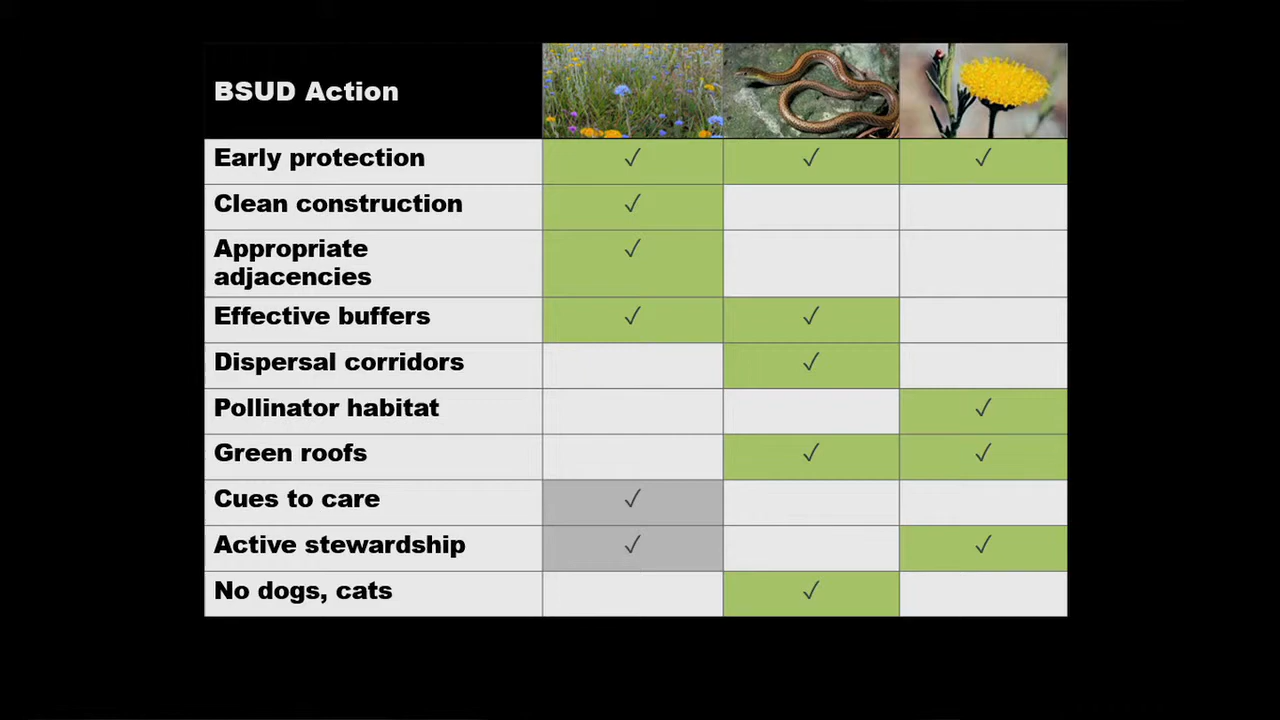 BSUD Action
Early protection ✓ ✓ ✓
Clean construction ✓
Appropriate
adjacencies ✓
Effective buffers ✓ ✓
Dispersal corridors ✓
Pollinator habitat ✓
Green roofs ✓ ✓
Cues to care ✓
Active stewardship ✓ ✓
No dogs, cats ✓